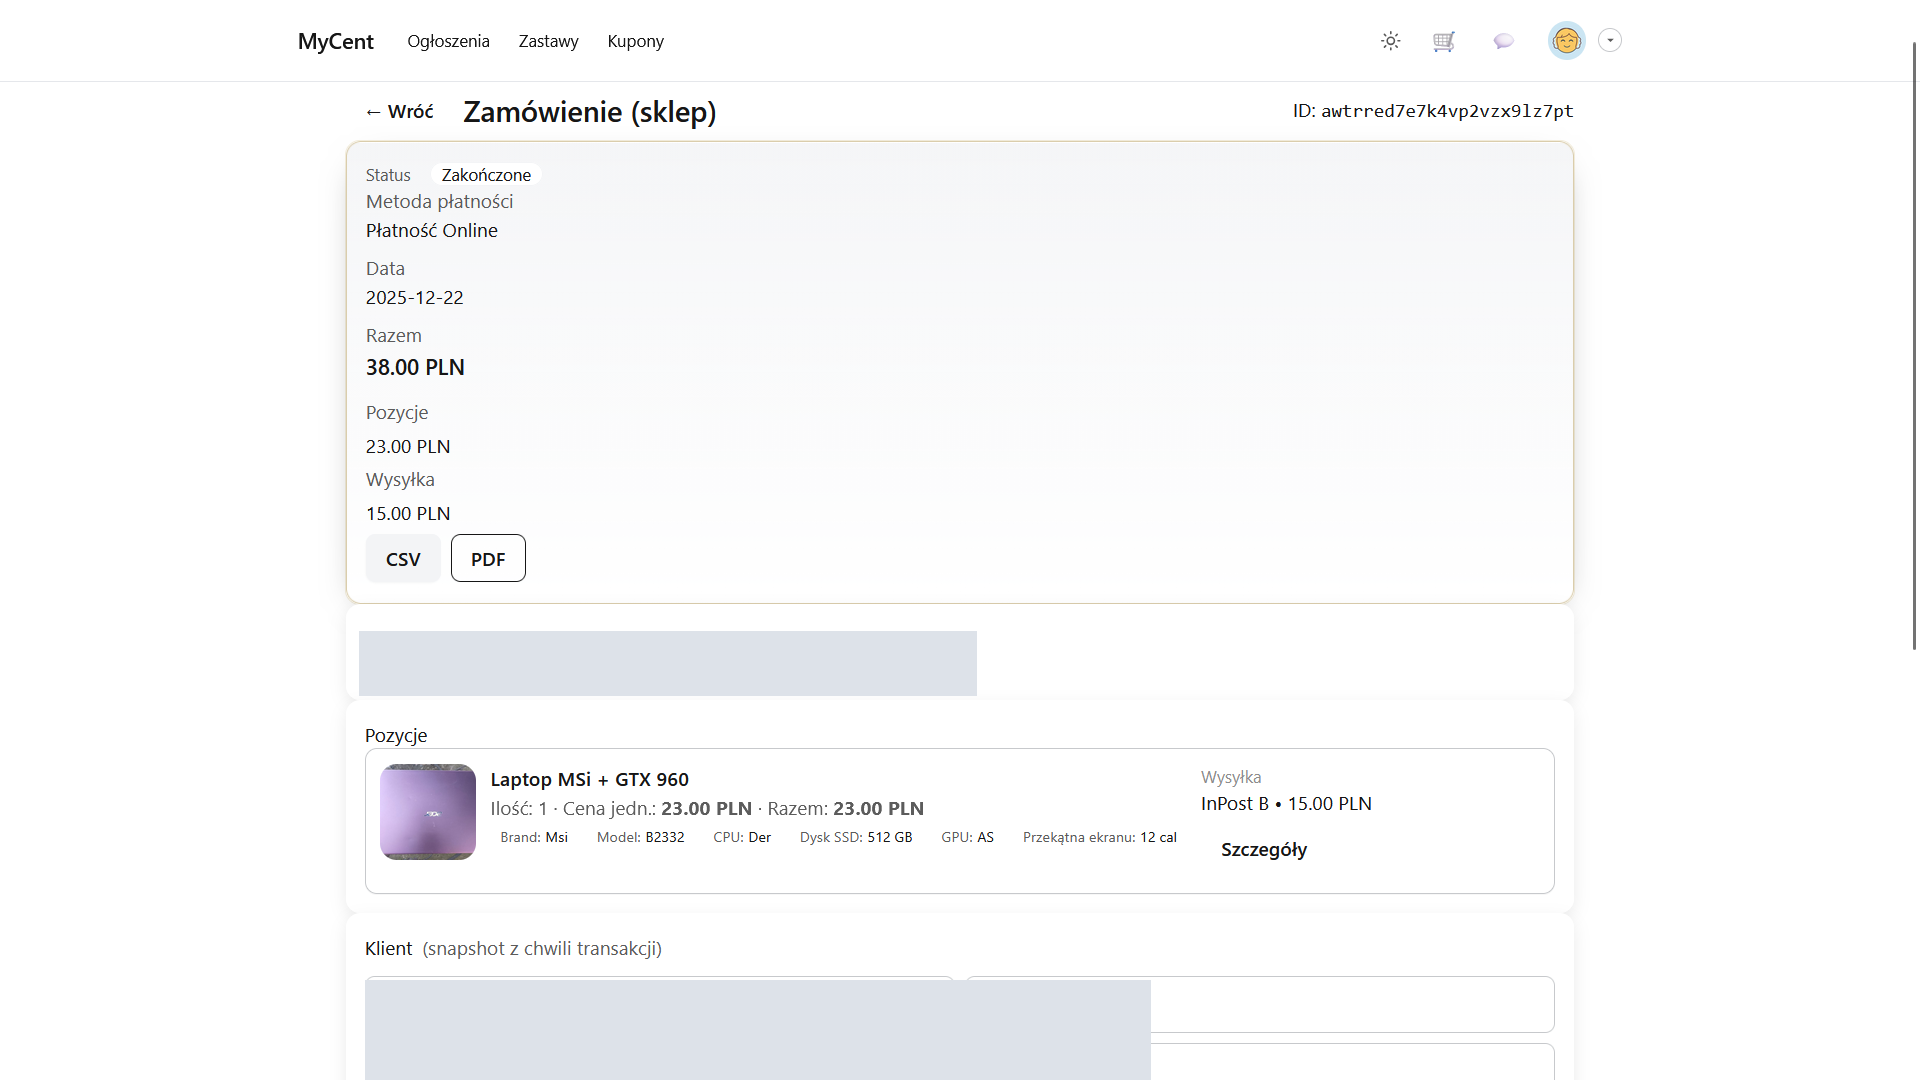 MyCent Ogłoszenia Zastawy Kupony
← Wróć Zamówienie (sklep) ID: awtrred7e7k4vp2vzx9lz7pt
Status Zakończone
Metoda płatności
Płatność Online
Data
2025-12-22
Razem
38.00 PLN
Pozycje
23.00 PLN
Wysyłka
15.00 PLN
CSV PDF
Pozycje
Laptop MSi + GTX 960
Ilość: 1 · Cena jedn.: 23.00 PLN · Razem: 23.00 PLN
Brand: Msi Model: B2332 CPU: Der Dysk SSD: 512 GB GPU: AS Przekątna ekranu: 12 cal
Wysyłka
InPost B • 15.00 PLN
Szczegóły
Klient (snapshot z chwili transakcji)